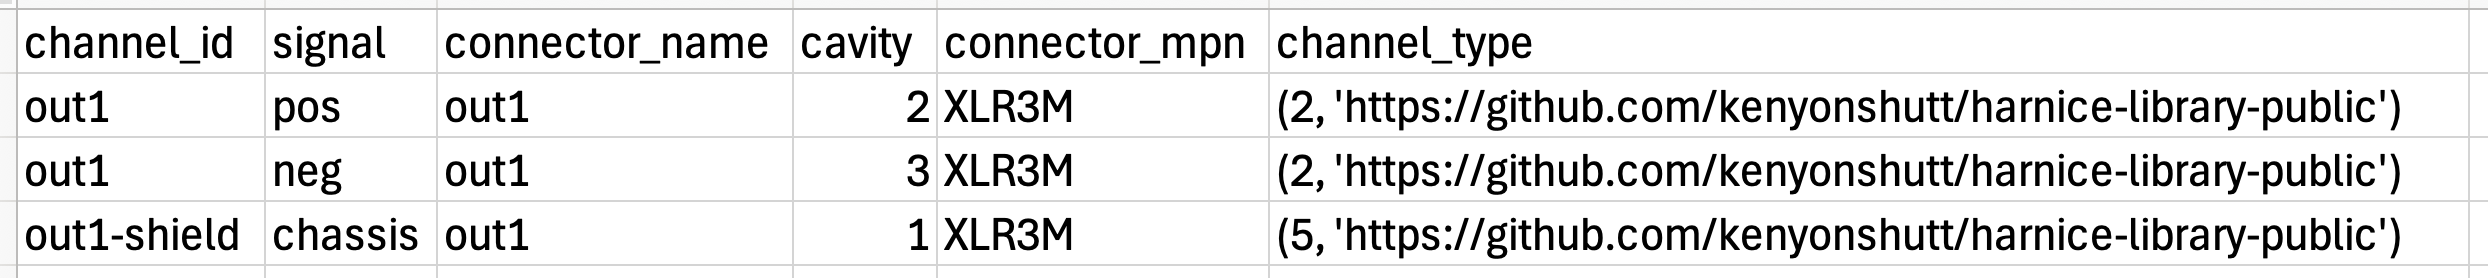 channel_id signal connector_name cavity connector_mpn channel_type
out1 pos out1 2 XLR3M (2, 'https://github.com/kenyonshutt/harnice-library-public')
out1 neg out1 3 XLR3M (2, 'https://github.com/kenyonshutt/harnice-library-public')
out1-shield chassis out1 1 XLR3M (5, 'https://github.com/kenyonshutt/harnice-library-public')